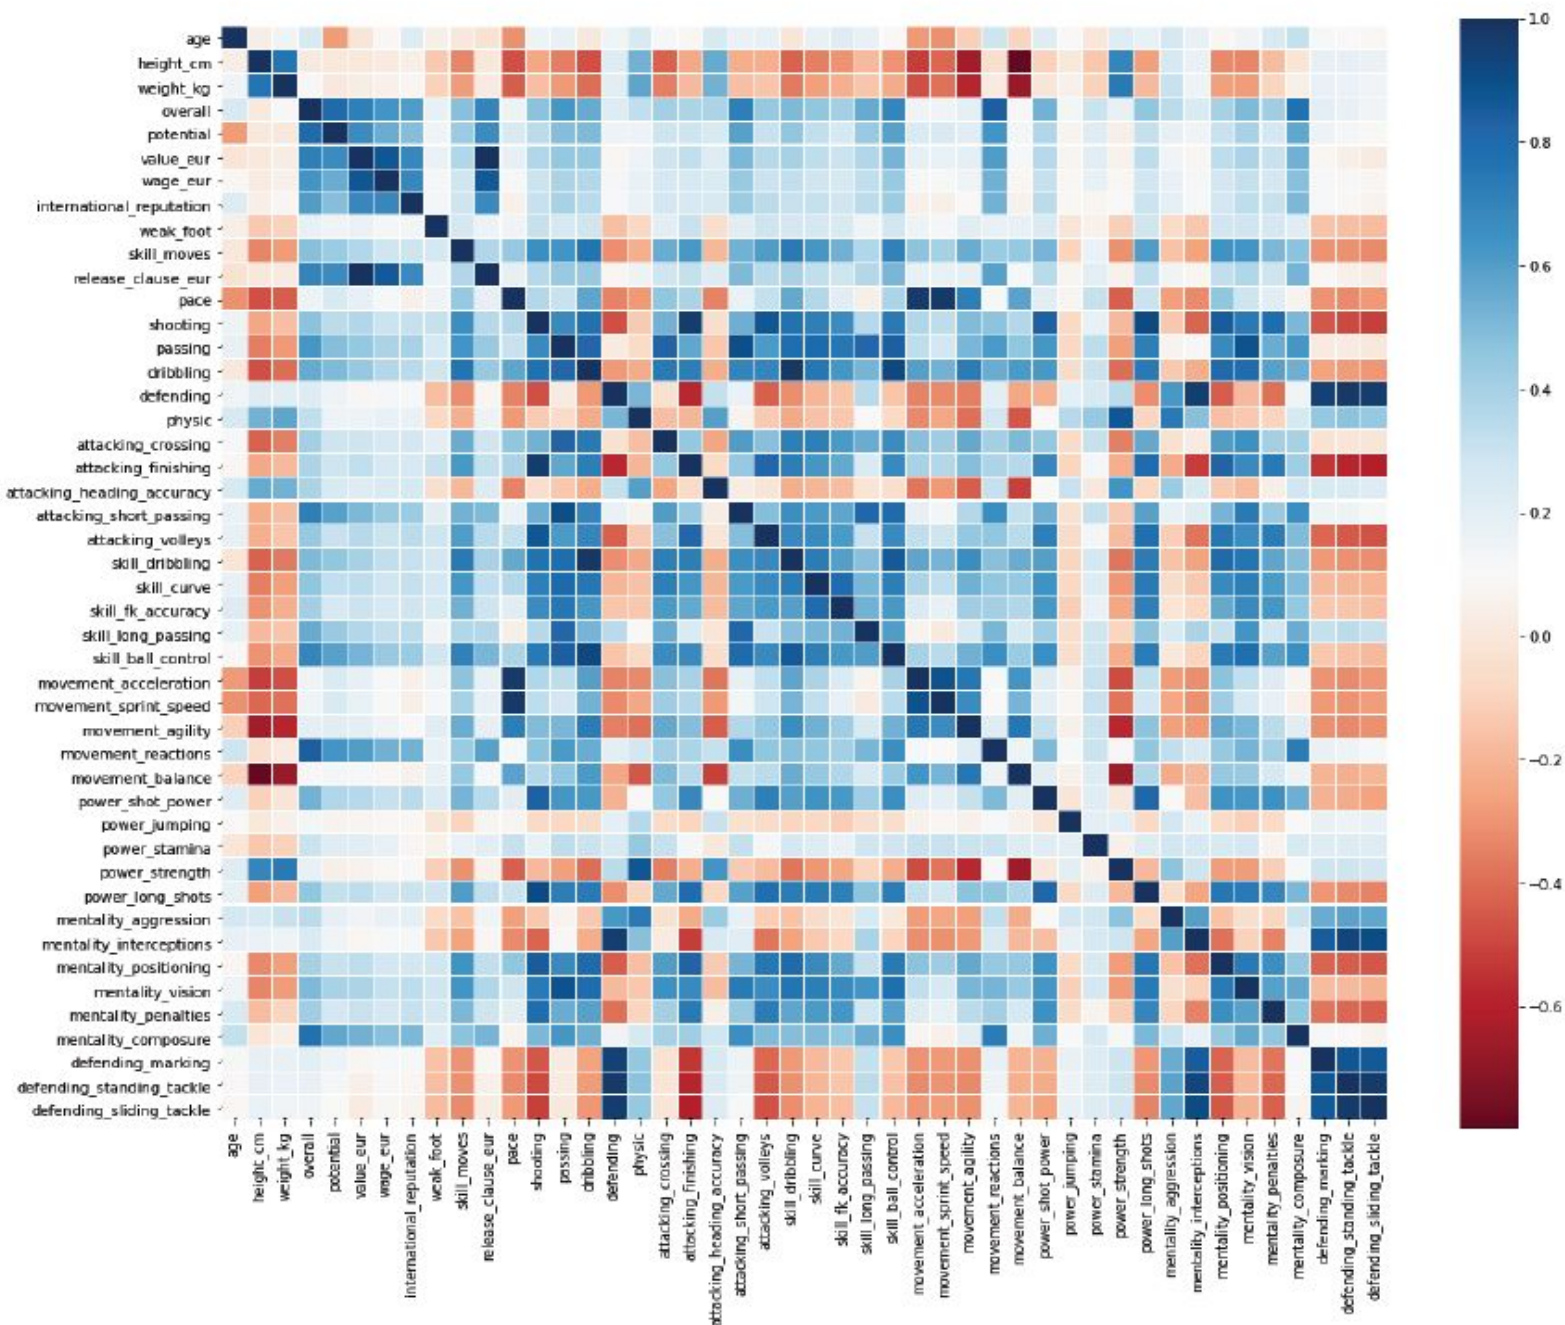 age
height_cm
weight_kg
overall
potential
value_eur
wage_eur
international_reputation
weak_foot
skill_moves
release_clause_eur
pace
shooting
passing
dribbling
defending
physic
attacking_crossing
attacking_finishing
attacking_heading_accuracy
attacking_short_passing
attacking_volleys
skill_dribbling
skill_curve
skill_fk_accuracy
skill_long_passing
skill_ball_control
movement_acceleration
movement_sprint_speed
movement_agility
movement_reactions
movement_balance
power_shot_power
power_jumping
power_stamina
power_strength
power_long_shots
mentality_aggression
mentality_interceptions
mentality_positioning
mentality_vision
mentality_penalties
mentality_composure
defending_marking
defending_standing_tackle
defending_sliding_tackle
age
height_cm
weight_kg
overall
potential
value_eur
wage_eur
international_reputation
weak_foot
skill_moves
release_clause_eur
pace
shooting
passing
dribbling
defending
physic
attacking_crossing
attacking_finishing
attacking_heading_accuracy
attacking_short_passing
attacking_volleys
skill_dribbling
skill_curve
skill_fk_accuracy
skill_long_passing
skill_ball_control
movement_acceleration
movement_sprint_speed
movement_agility
movement_reactions
movement_balance
power_shot_power
power_jumping
power_stamina
power_strength
power_long_shots
mentality_aggression
mentality_interceptions
mentality_positioning
mentality_vision
mentality_penalties
mentality_composure
defending_marking
defending_standing_tackle
defending_sliding_tackle
1.0
0.8
0.6
0.4
0.2
0.0
−0.2
−0.4
−0.6